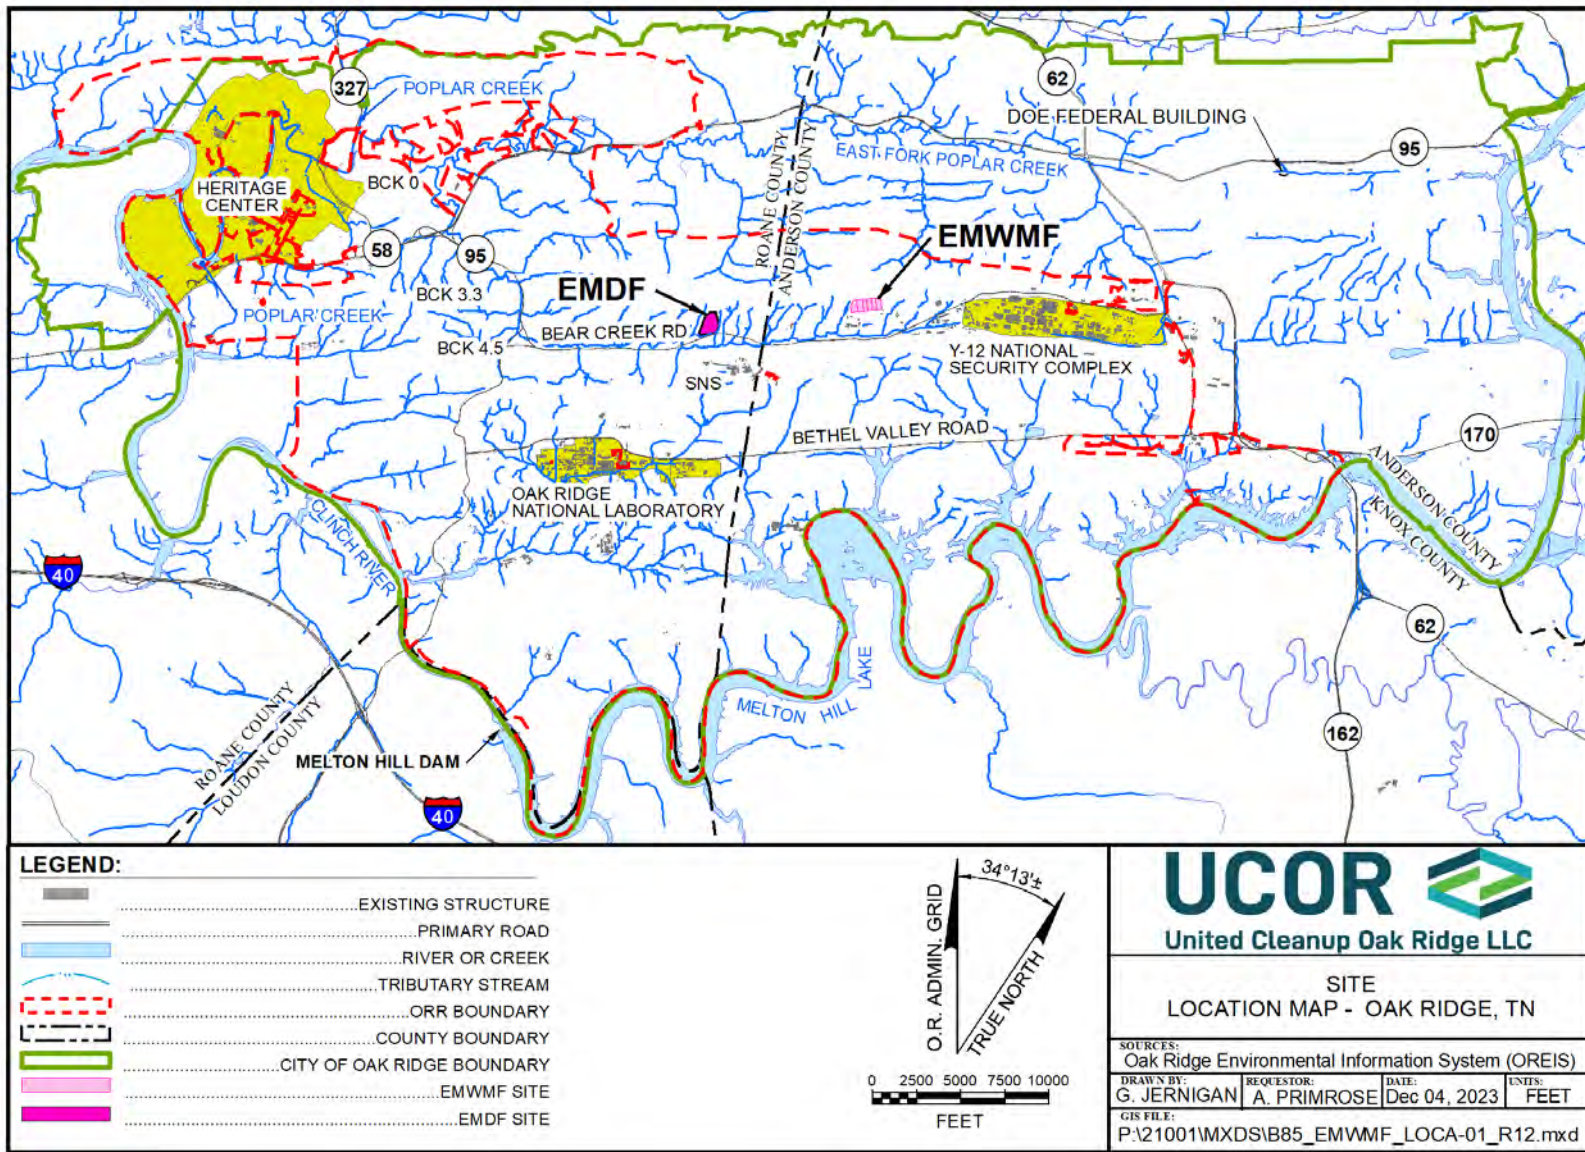 327
POPLAR CREEK
62
DOE FEDERAL BUILDING
95
ROANE COUNTY
ANDERSON COUNTY
EAST FORK POPLAR CREEK
BCK 0
HERITAGE
CENTER
58
95
EMWMF
EMDF
BCK 3.3
POPLAR CREEK
BEAR CREEK RD
BCK 4.5
Y-12 NATIONAL
SECURITY COMPLEX
SNS
BETHEL VALLEY ROAD
170
OAK RIDGE
NATIONAL LABORATORY
ANDERSON COUNTY
KNOX COUNTY
CLINCH RIVER
40
62
LAKE
MELTON HILL
ROANE COUNTY
LOUDON COUNTY
162
MELTON HILL DAM
40
LEGEND:
EXISTING STRUCTURE
PRIMARY ROAD
RIVER OR CREEK
TRIBUTARY STREAM
ORR BOUNDARY
COUNTY BOUNDARY
CITY OF OAK RIDGE BOUNDARY
EMWMF SITE
EMDF SITE
34°13'±
O.R. ADMIN. GRID
TRUE NORTH
0 2500 5000 7500 10000
FEET
UCOR
United Cleanup Oak Ridge LLC
SITE
LOCATION MAP - OAK RIDGE, TN
SOURCES:
Oak Ridge Environmental Information System (OREIS)
DRAWN BY: REQUESTOR: DATE: UNITS:
G. JERNIGAN A. PRIMROSE Dec 04, 2023 FEET
GIS FILE:
P:\21001\MXDS\B85_EMWMF_LOCA-01_R12.mxd